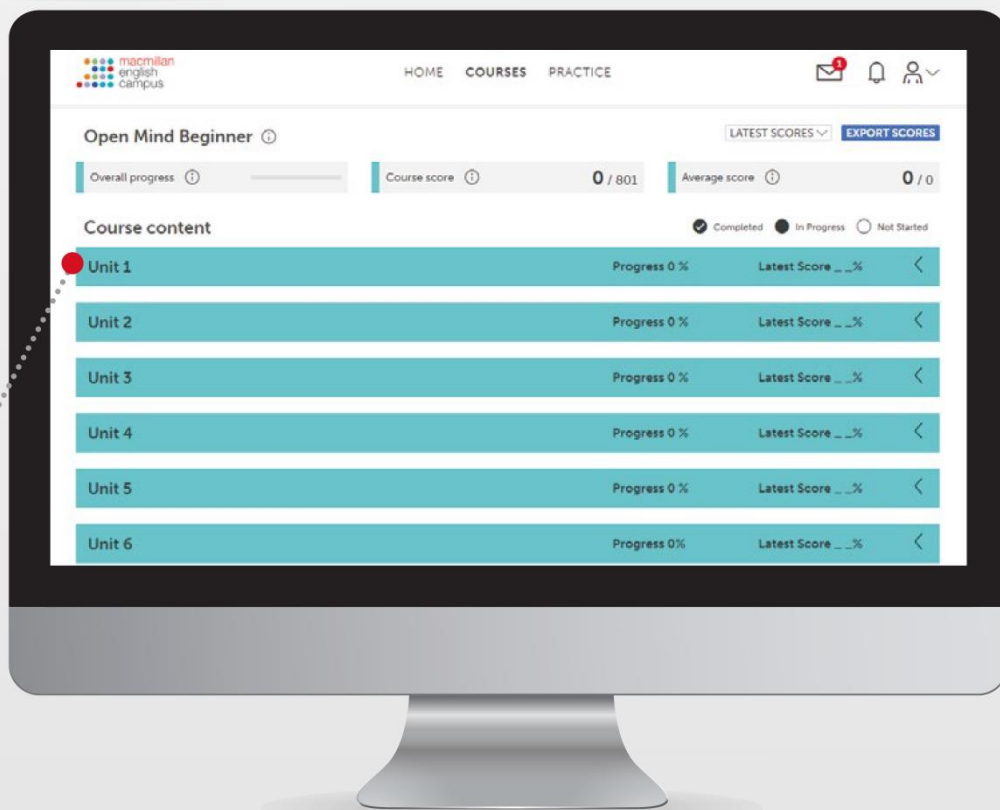 macmillan
english
campus
HOME COURSES PRACTICE
1
Open Mind Beginner
LATEST SCORES EXPORT SCORES
Overall progress Course score 0 / 801 Average score 0 / 0
Course content Completed In Progress Not Started
Unit 1 Progress 0 % Latest Score _ _%
Unit 2 Progress 0 % Latest Score _ _%
Unit 3 Progress 0 % Latest Score _ _%
Unit 4 Progress 0 % Latest Score _ _%
Unit 5 Progress 0 % Latest Score _ _%
Unit 6 Progress 0% Latest Score _ _%